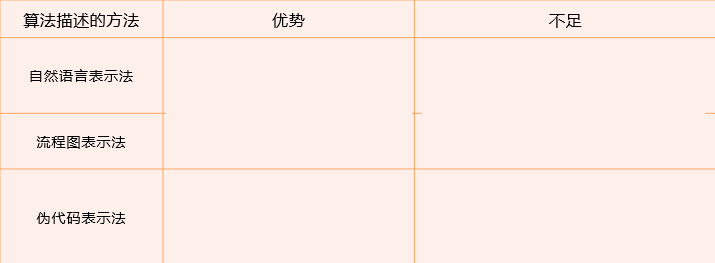 算法描述的方法
优势
不足
自然语言表示法
流程图表示法
伪代码表示法